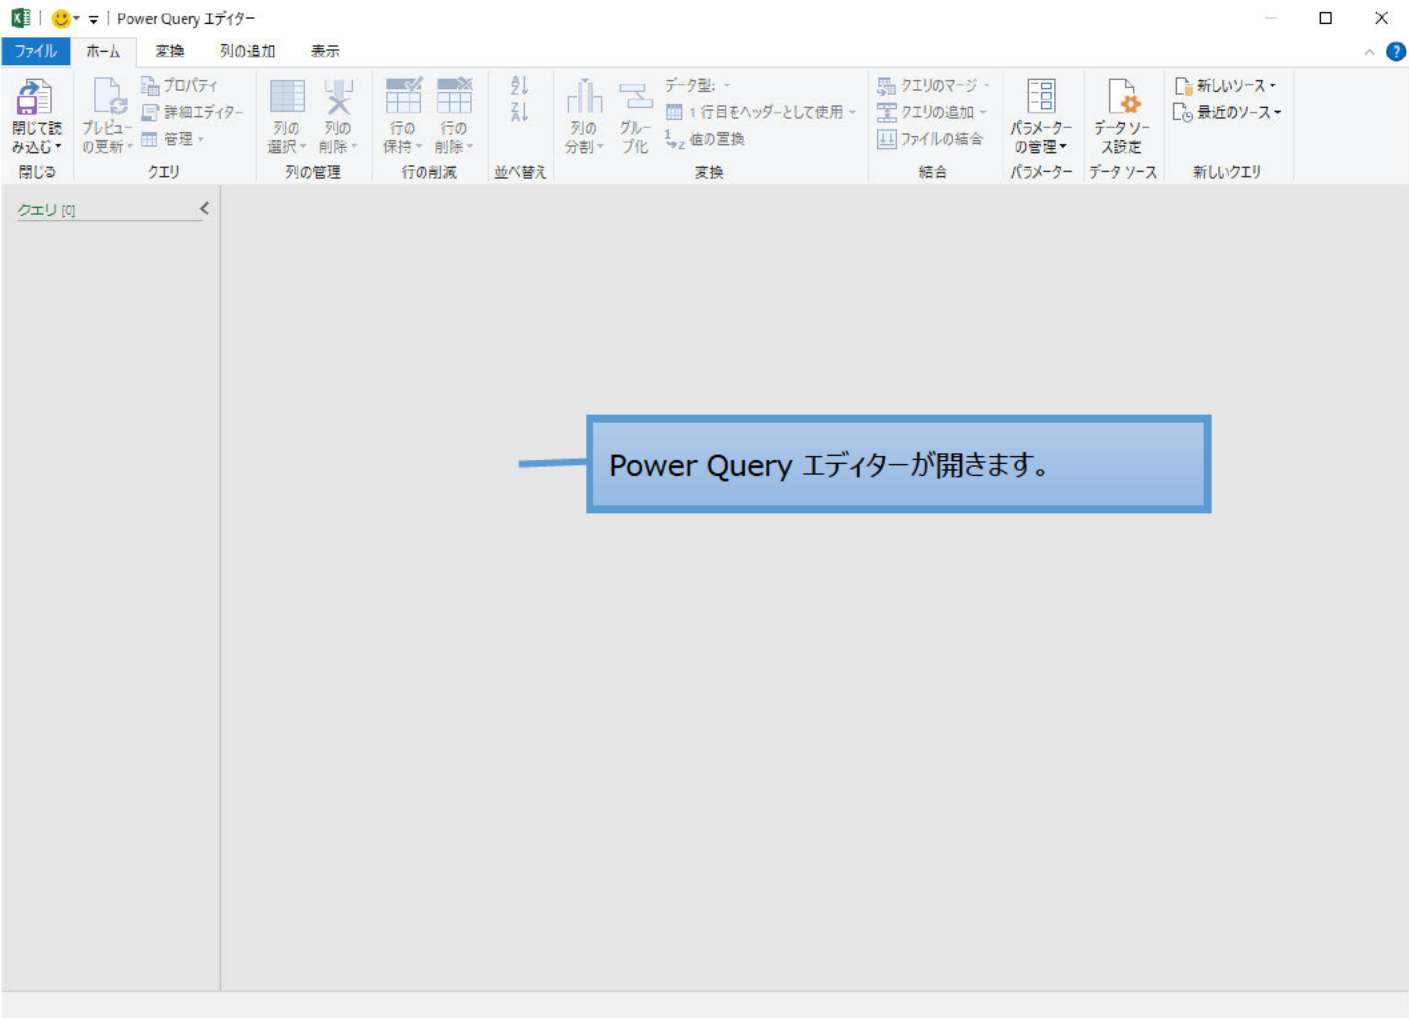 Power Query エディター
ファイル ホーム 変換 列の追加 表示
閉じて読み込む
プレビューの更新
プロパティ
詳細エディター
管理
列の選択
列の削除
行の保持
行の削除
列の分割
グループ化
データ型:
1 行目をヘッダーとして使用
値の置換
クエリのマージ
クエリの追加
ファイルの結合
パラメーターの管理
データ ソース設定
新しいソース
最近のソース
閉じる クエリ 列の管理 行の削減 並べ替え 変換 結合 パラメーター データ ソース 新しいクエリ
クエリ [0]
Power Query エディターが開きます。